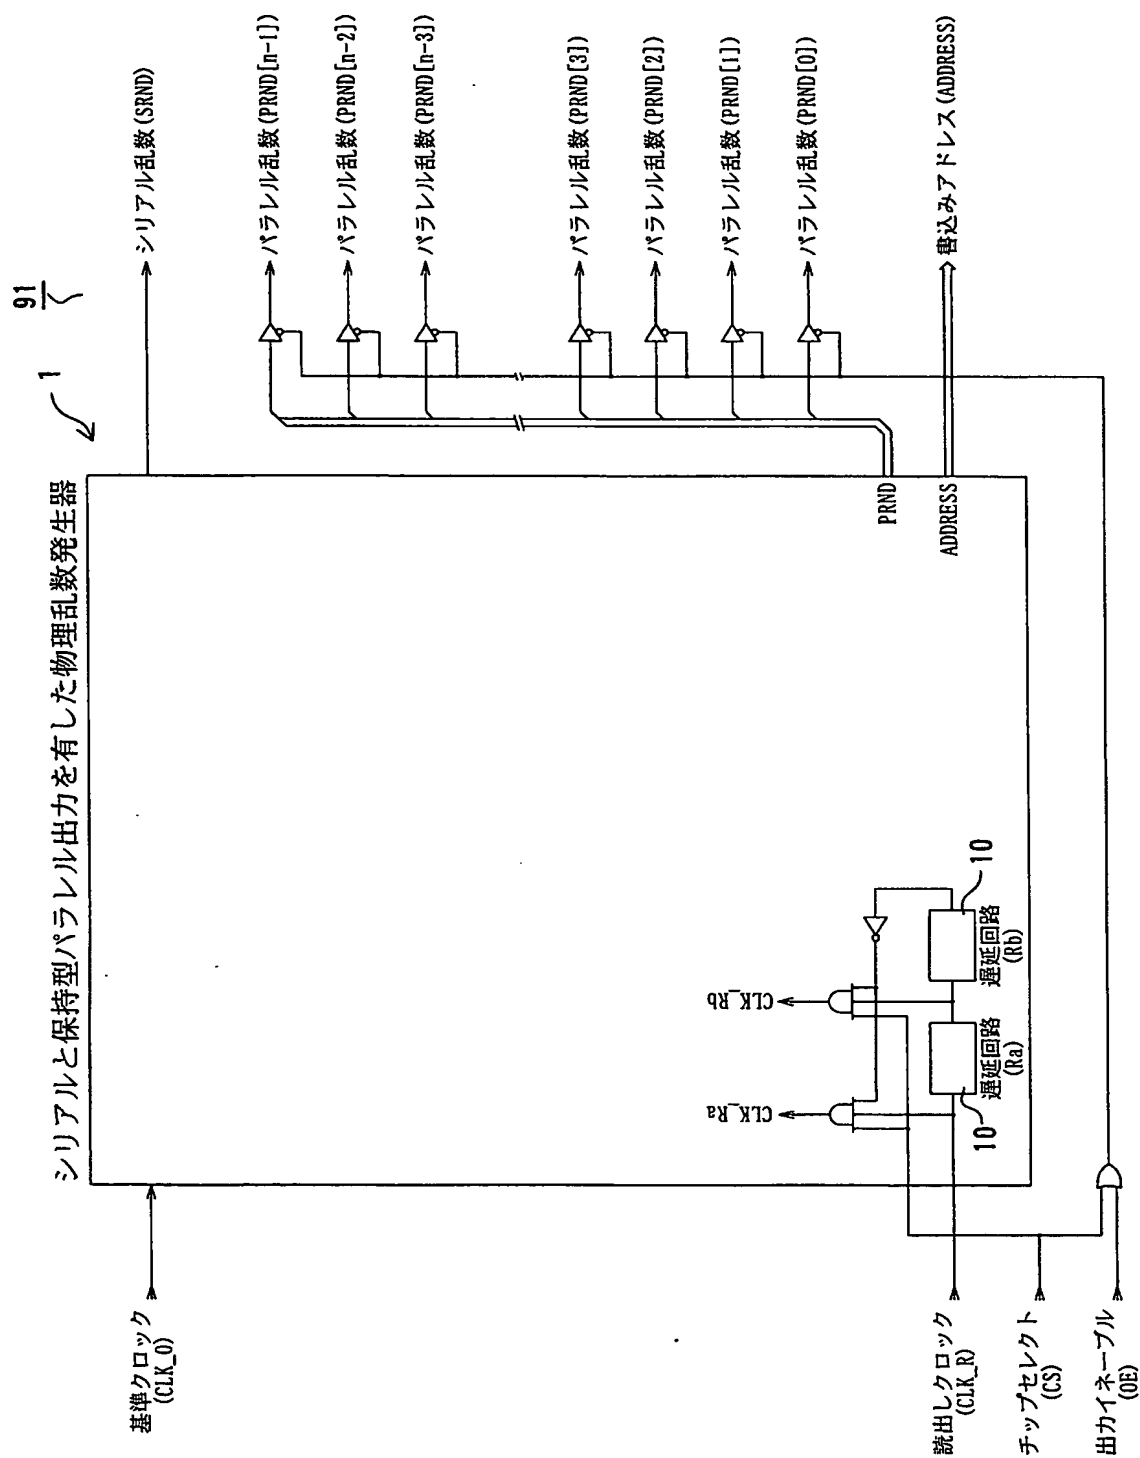 91
1
シリアルと保持型パラレル出力を有した物理乱数発生器
基準クロック
(CLK_0)
シリアル乱数(SRND)
パラレル乱数(PRND[n-1])
パラレル乱数(PRND[n-2])
パラレル乱数(PRND[n-3])
パラレル乱数(PRND[3])
パラレル乱数(PRND[2])
パラレル乱数(PRND[1])
パラレル乱数(PRND[0])
CLK_Ra
CLK_Rb
PRND
ADDRESS
書込みアドレス(ADDRESS)
10
遅延回路
(Ra)
10
遅延回路
(Rb)
読出しクロック
(CLK_R)
チップセレクト
(CS)
出力イネーブル
(OE)